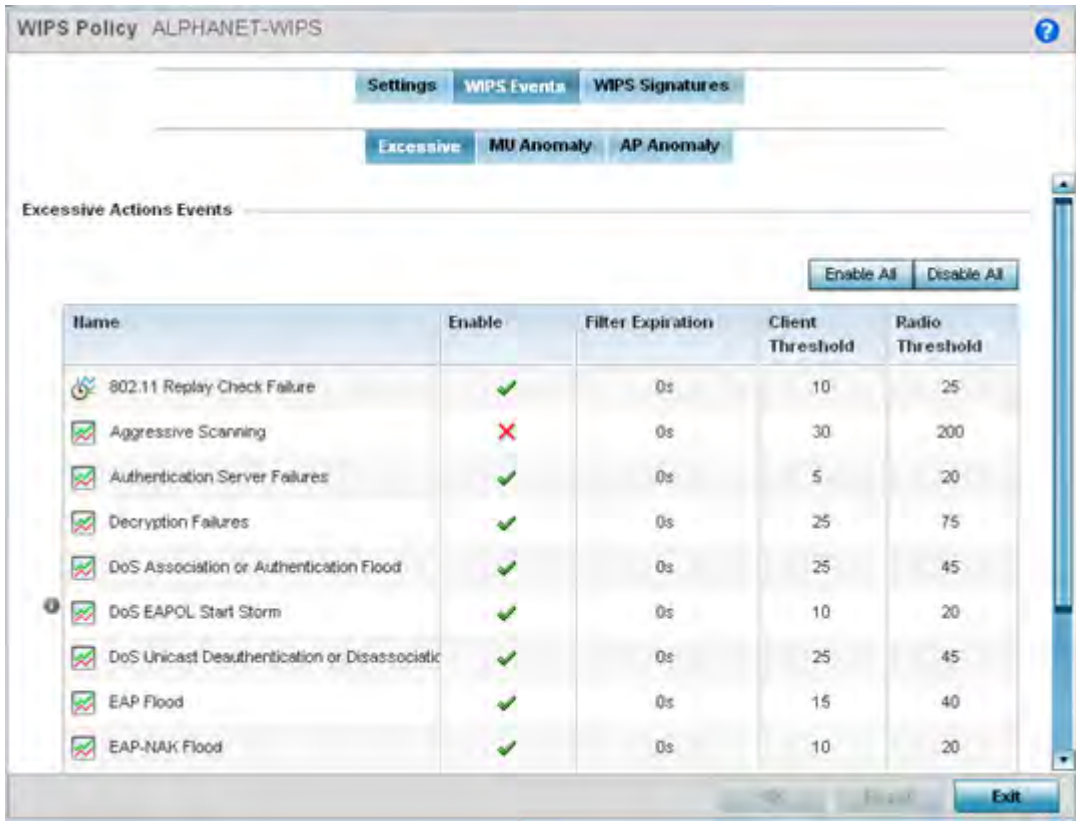 WIPS Policy ALPHANET-WIPS ?
Settings WIPS Events WIPS Signatures
Excessive MU Anomaly AP Anomaly
Excessive Actions Events
Enable All Disable All
Name Enable Filter Expiration Client Threshold Radio Threshold
802.11 Replay Check Failure 0s 10 25
Aggressive Scanning 0s 30 200
Authentication Server Failures 0s 5 20
Decryption Failures 0s 25 75
DoS Association or Authentication Flood 0s 25 45
DoS EAPOL Start Storm 0s 10 20
DoS Unicast Deauthentication or Disassociatic 0s 25 45
EAP Flood 0s 15 40
EAP-NAK Flood 0s 10 20
Exit